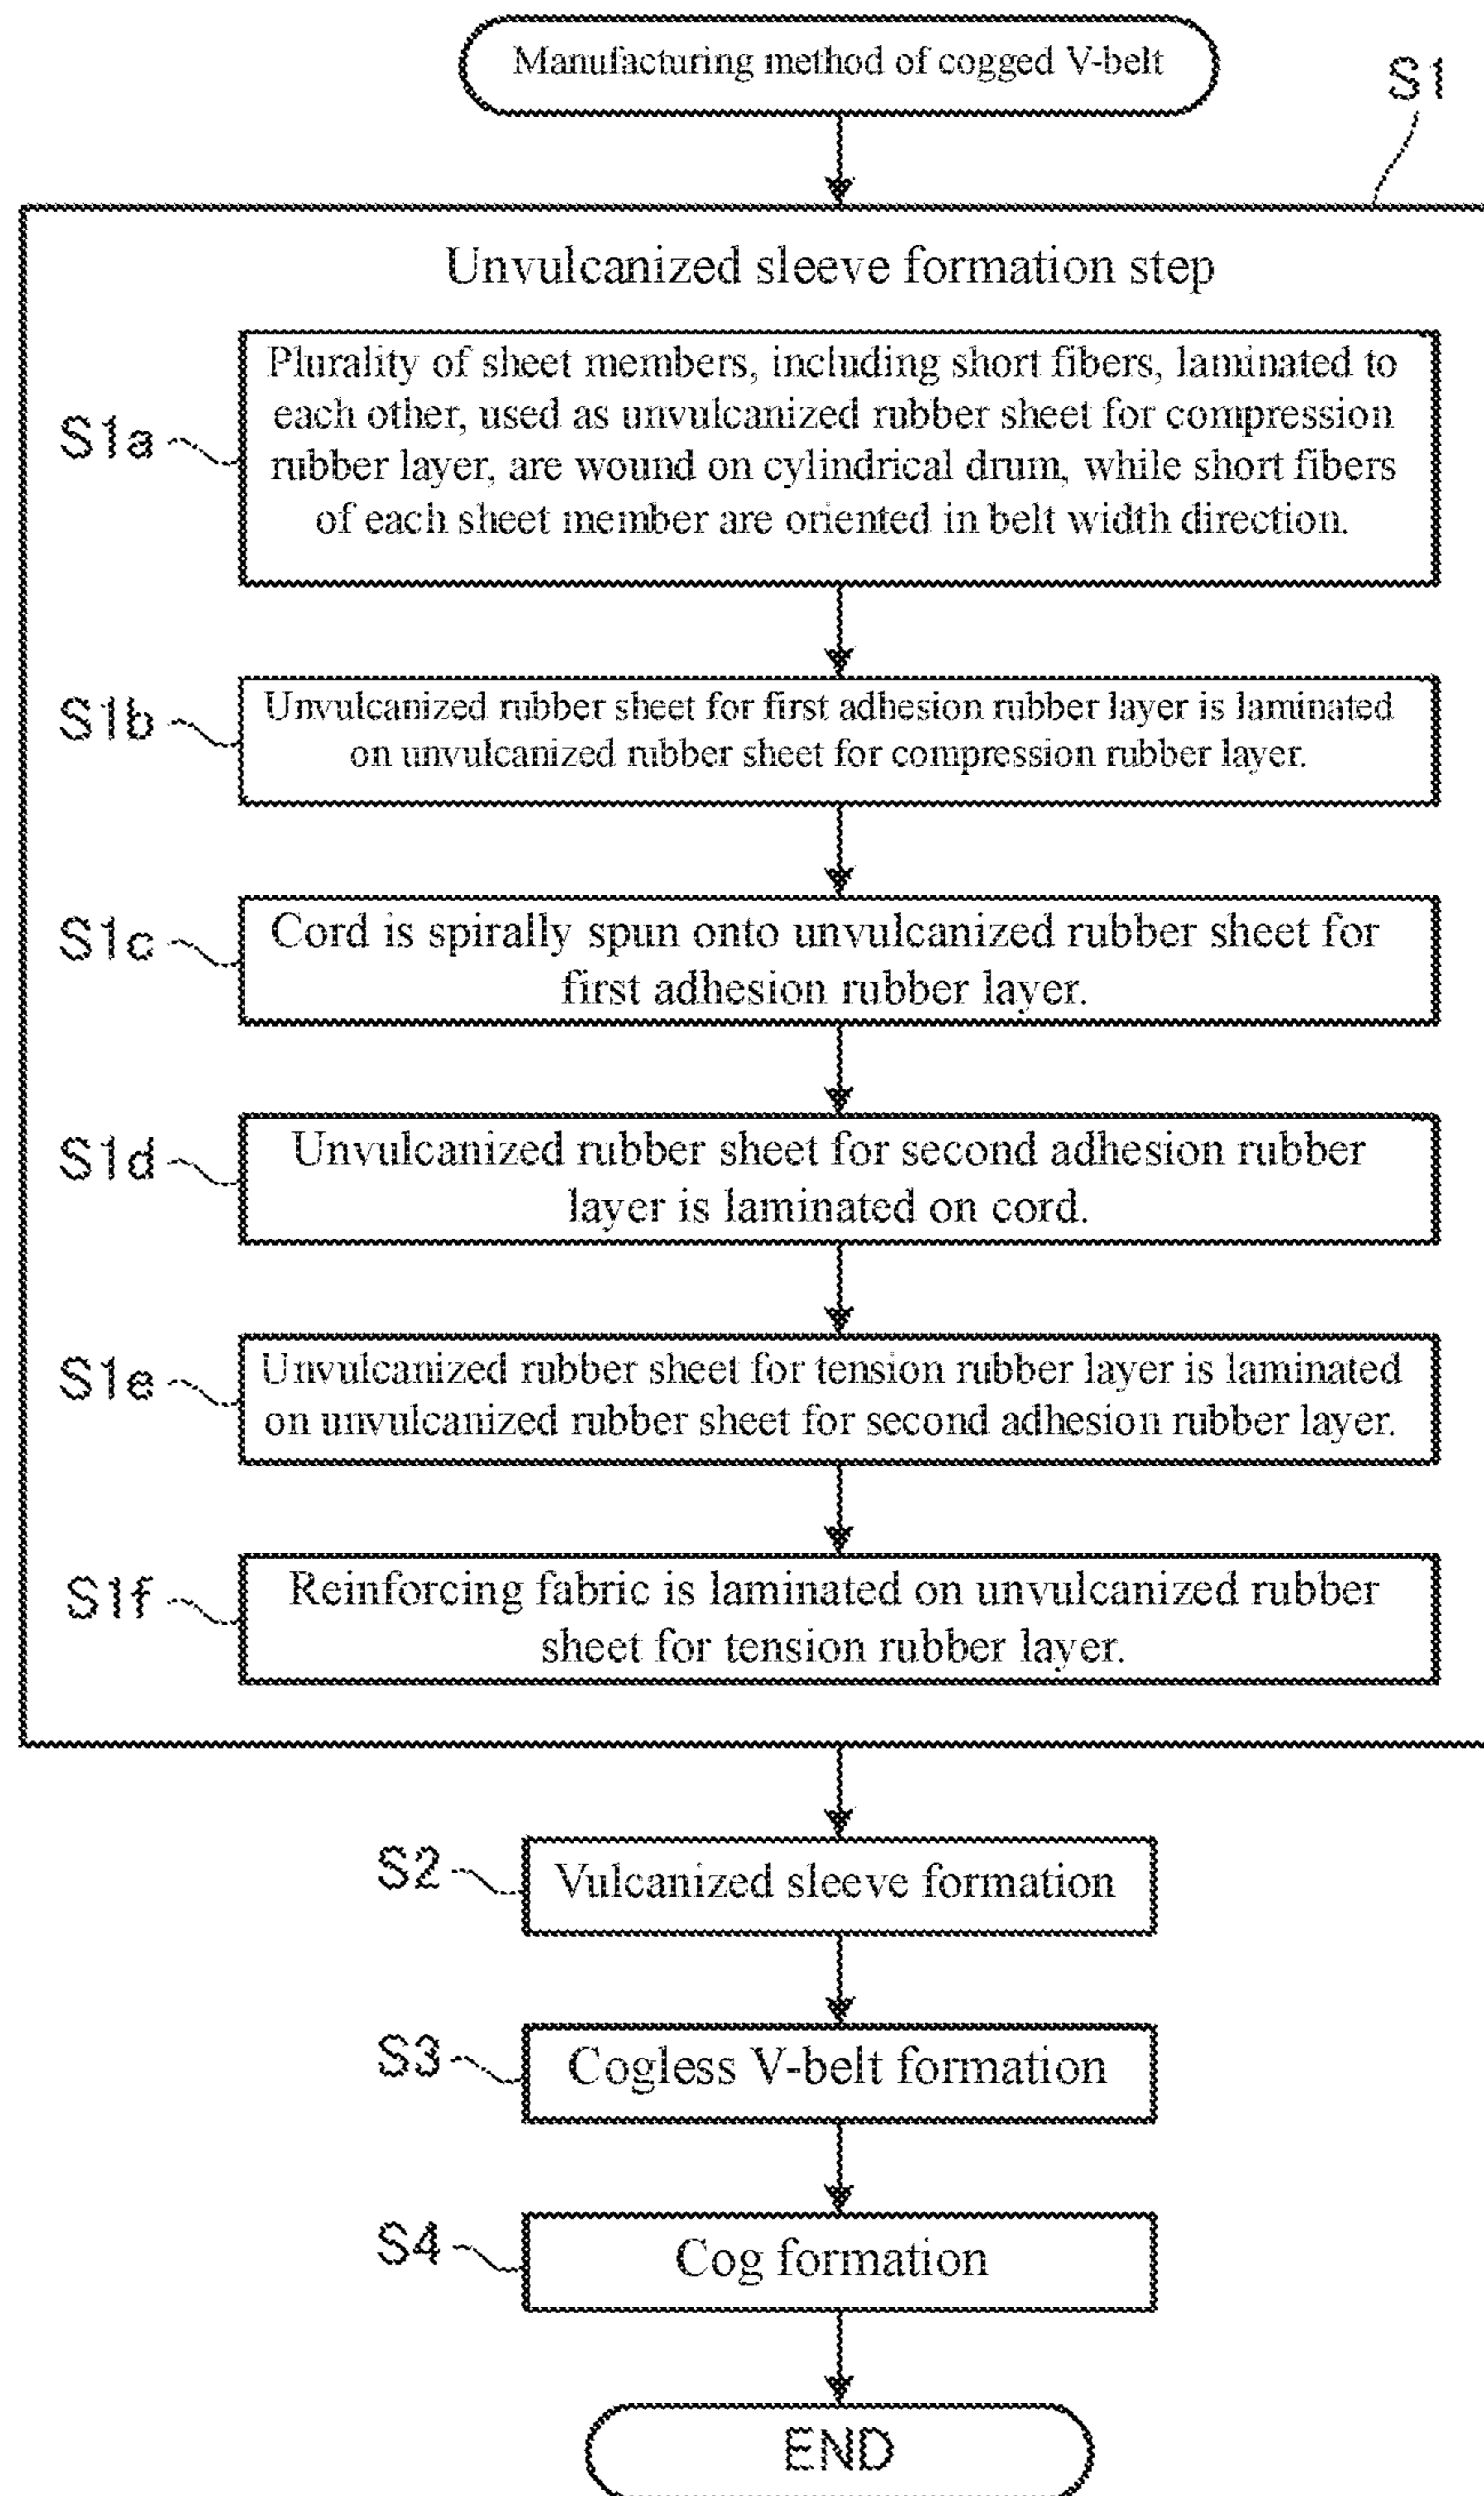 Manufacturing method of cogged V-belt
S1
Unvulcanized sleeve formation step
S1a
Plurality of sheet members, including short fibers, laminated to
each other, used as unvulcanized rubber sheet for compression
rubber layer, are wound on cylindrical drum, while short fibers
of each sheet member are oriented in belt width direction.
S1b
Unvulcanized rubber sheet for first adhesion rubber layer is laminated
on unvulcanized rubber sheet for compression rubber layer.
S1c
Cord is spirally spun onto unvulcanized rubber sheet for
first adhesion rubber layer.
S1d
Unvulcanized rubber sheet for second adhesion rubber
layer is laminated on cord.
S1e
Unvulcanized rubber sheet for tension rubber layer is laminated
on unvulcanized rubber sheet for second adhesion rubber layer.
S1f
Reinforcing fabric is laminated on unvulcanized rubber
sheet for tension rubber layer.
S2
Vulcanized sleeve formation
S3
Cogless V-belt formation
S4
Cog formation
END